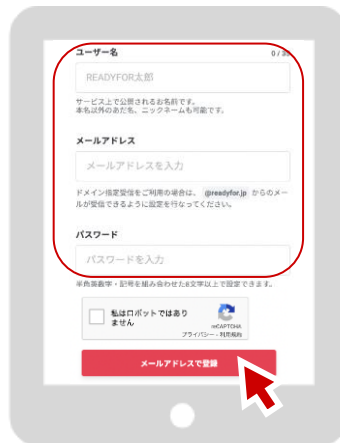 ユーザー名
0 / 35
READYFOR太郎
サービス上で公開されるお名前です。
本名以外のあだ名、ニックネームも可能です。
メールアドレス
メールアドレスを入力
ドメイン指定受信をご利用の場合は、 @readyfor.jp からのメー
ルが受信できるように設定を行なってください。
パスワード
パスワードを入力
半角英数字・記号を組み合わせた8文字以上で設定できます。
私はロボットではあり
ません
reCAPTCHA
プライバシー - 利用規約
メールアドレスで登録